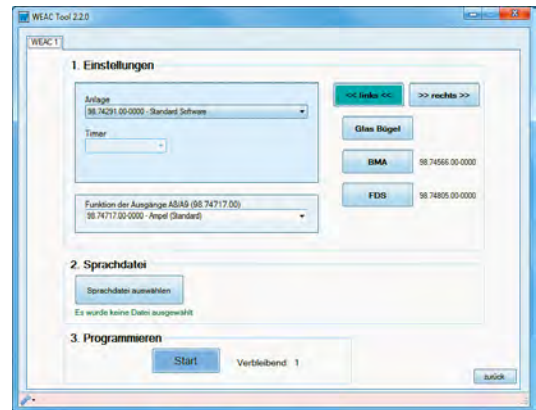 WEAC Tool 2.2.0
WEAC 1
1. Einstellungen
Anlage
98.74291.00-0000 - Standard Software
Timer
<< links <<
>> rechts >>
Glas Bügel
BMA
98.74566.00-0000
FDS
98.74805.00-0000
Funktion der Ausgänge A8/A9 (98.74717.00)
98.74717.00-0000 - Ampel (Standard)
2. Sprachdatei
Sprachdatei auswählen
Es wurde keine Datei ausgewählt
3. Programmieren
Start
Verbleibend: 1
zurück